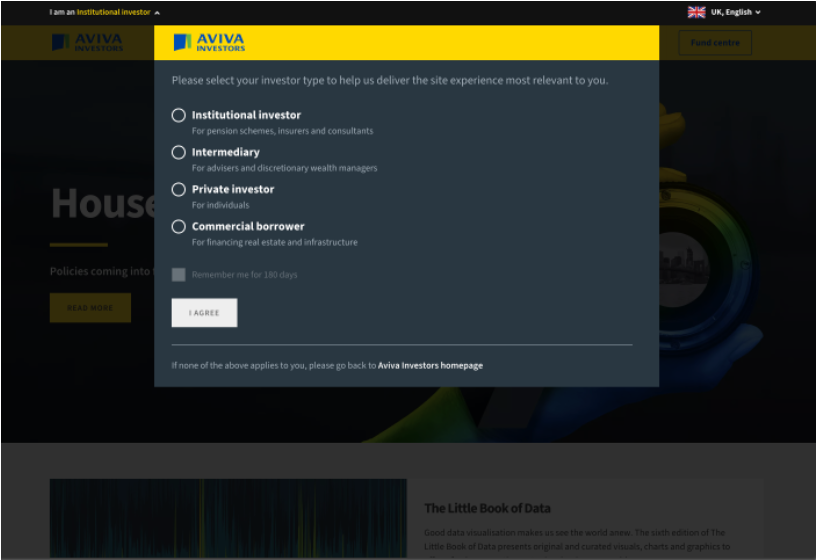 I am an Institutional investor
UK, English
AVIVA
INVESTORS
AVIVA
INVESTORS
Fund centre
Please select your investor type to help us deliver the site experience most relevant to you.
Institutional investor
For pension schemes, insurers and consultants
Intermediary
For advisers and discretionary wealth managers
Private investor
For individuals
House
Commercial borrower
For financing real estate and infrastructure
Policies coming into
Remember me for 180 days
READ MORE
I AGREE
If none of the above applies to you, please go back to Aviva Investors homepage
The Little Book of Data
Good data visualisation makes us see the world anew. The sixth edition of The
Little Book of Data presents original and curated visuals, charts and graphics to